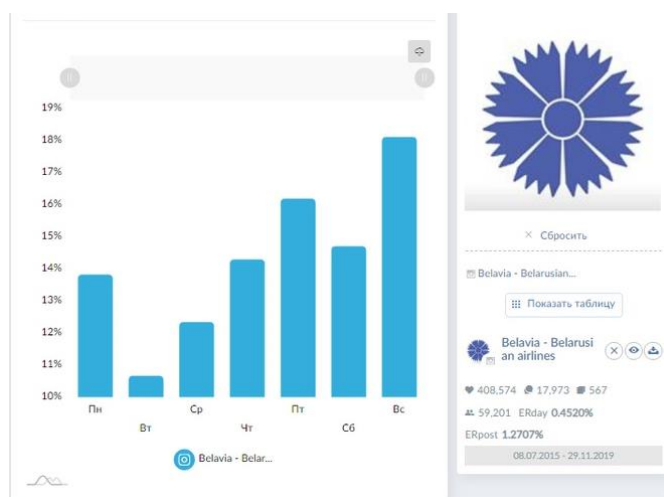 19%
18%
17%
16%
15%
14%
13%
12%
11%
10%
Пн
Вт
Ср
Чт
Пт
Сб
Вс
Belavia - Belar...
× Сбросить
Belavia - Belarusian...
Показать таблицу
Belavia - Belarusi
an airlines
408,574 17,973 567
59,201 ERday 0.4520%
ERpost 1.2707%
08.07.2015 - 29.11.2019